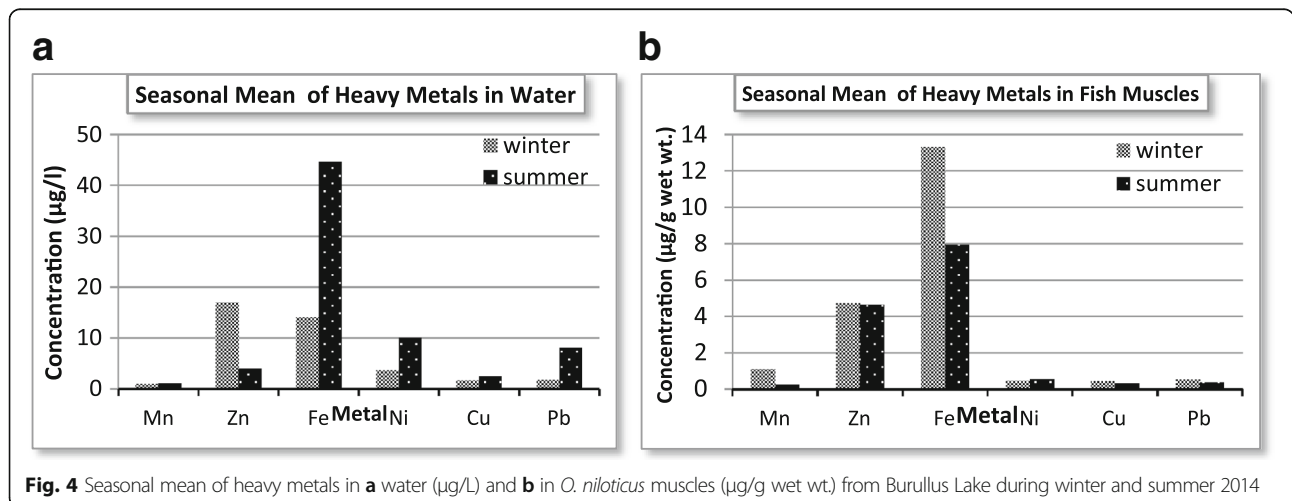 a
Seasonal Mean of Heavy Metals in Water
Concentration (µg/l)
50
40
30
20
10
0
winter
summer
Mn Zn Fe Metal Ni Cu Pb
b
Seasonal Mean of Heavy Metals in Fish Muscles
Concentration (µg/g wet wt.)
14
12
10
8
6
4
2
0
winter
summer
Mn Zn Fe Metal Ni Cu Pb
Fig. 4 Seasonal mean of heavy metals in a water (µg/L) and b in O. niloticus muscles (µg/g wet wt.) from Burullus Lake during winter and summer 2014